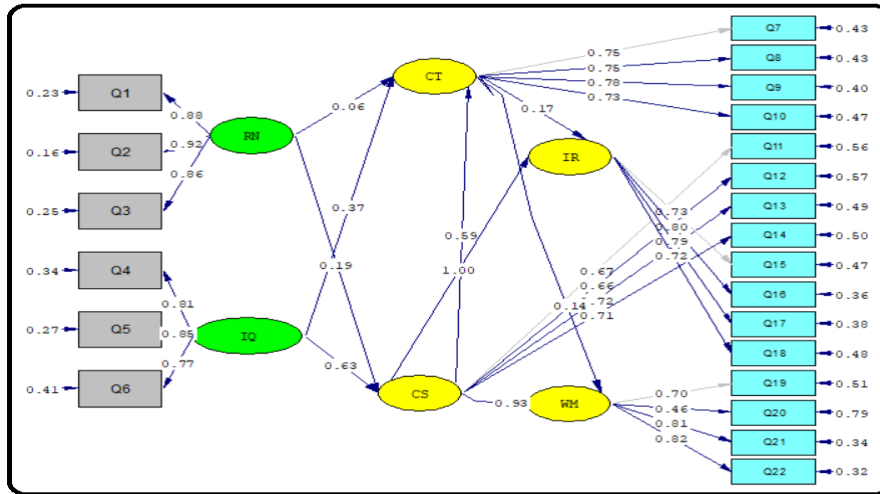 Q7
0.43
0.75
Q8
0.43
0.75
CT
Q9
0.40
0.78
0.23
Q1
0.73
Q10
0.47
0.06
0.17
0.88
RN
Q11
0.56
0.16
Q2
0.92
IR
Q12
0.57
0.86
Q13
0.49
0.25
Q3
0.37
0.73
0.80
Q14
0.50
0.59
0.79
0.34
Q4
0.19
1.00
0.67
0.72
Q15
0.47
0.66
Q16
0.36
0.81
0.14
0.72
0.71
Q17
0.38
0.27
Q5
0.85
IQ
Q18
0.48
0.77
0.63
Q19
0.51
0.41
Q6
CS
0.70
0.93
WM
0.46
Q20
0.79
0.81
Q21
0.34
0.82
Q22
0.32